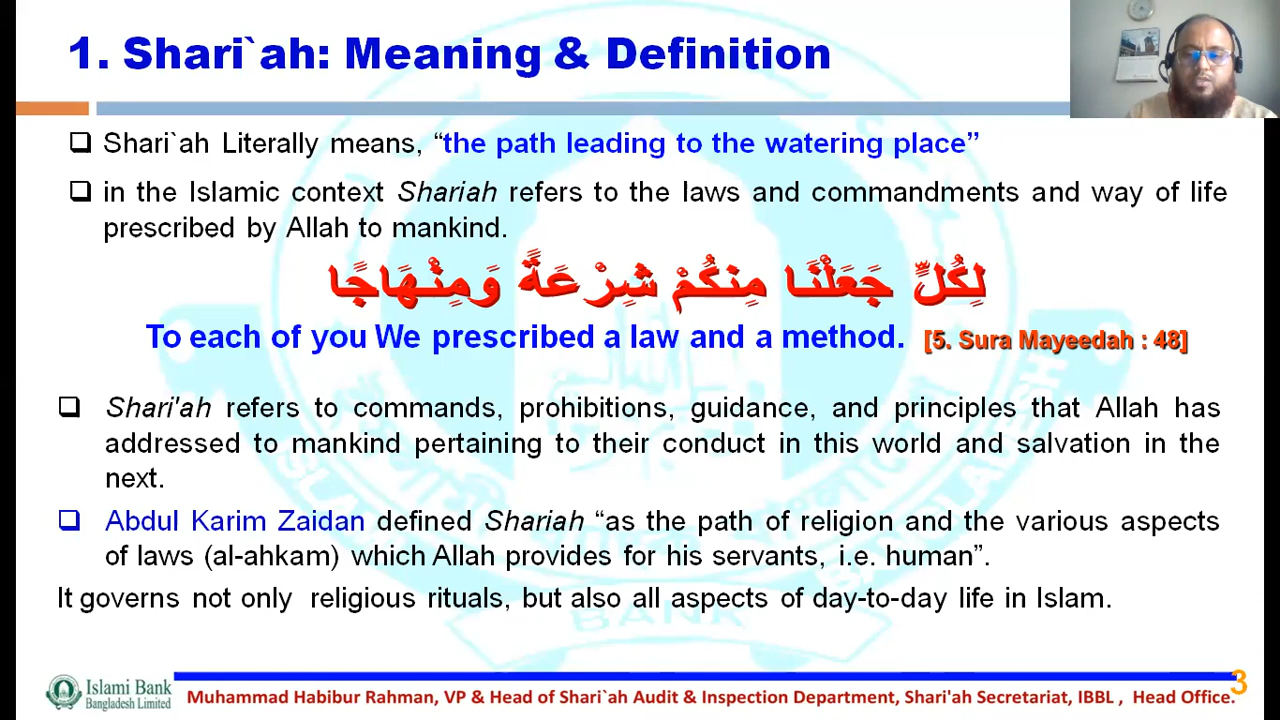 1. Shari`ah: Meaning & Definition
❑ Shari`ah Literally means, “the path leading to the watering place”
❑ in the Islamic context Shariah refers to the laws and commandments and way of life
prescribed by Allah to mankind.
لِكُلٍّ جَعَلْنَا مِنكُمْ شِرْعَةً وَمِنْهَاجًا
To each of you We prescribed a law and a method. [5. Sura Mayeedah : 48]
❑ Shari'ah refers to commands, prohibitions, guidance, and principles that Allah has
addressed to mankind pertaining to their conduct in this world and salvation in the
next.
❑ Abdul Karim Zaidan defined Shariah “as the path of religion and the various aspects
of laws (al-ahkam) which Allah provides for his servants, i.e. human”.
It governs not only religious rituals, but also all aspects of day-to-day life in Islam.
BANK
Islami Bank
Bangladesh Limited
Muhammad Habibur Rahman, VP & Head of Shari`ah Audit & Inspection Department, Shari'ah Secretariat, IBBL , Head Office.
3